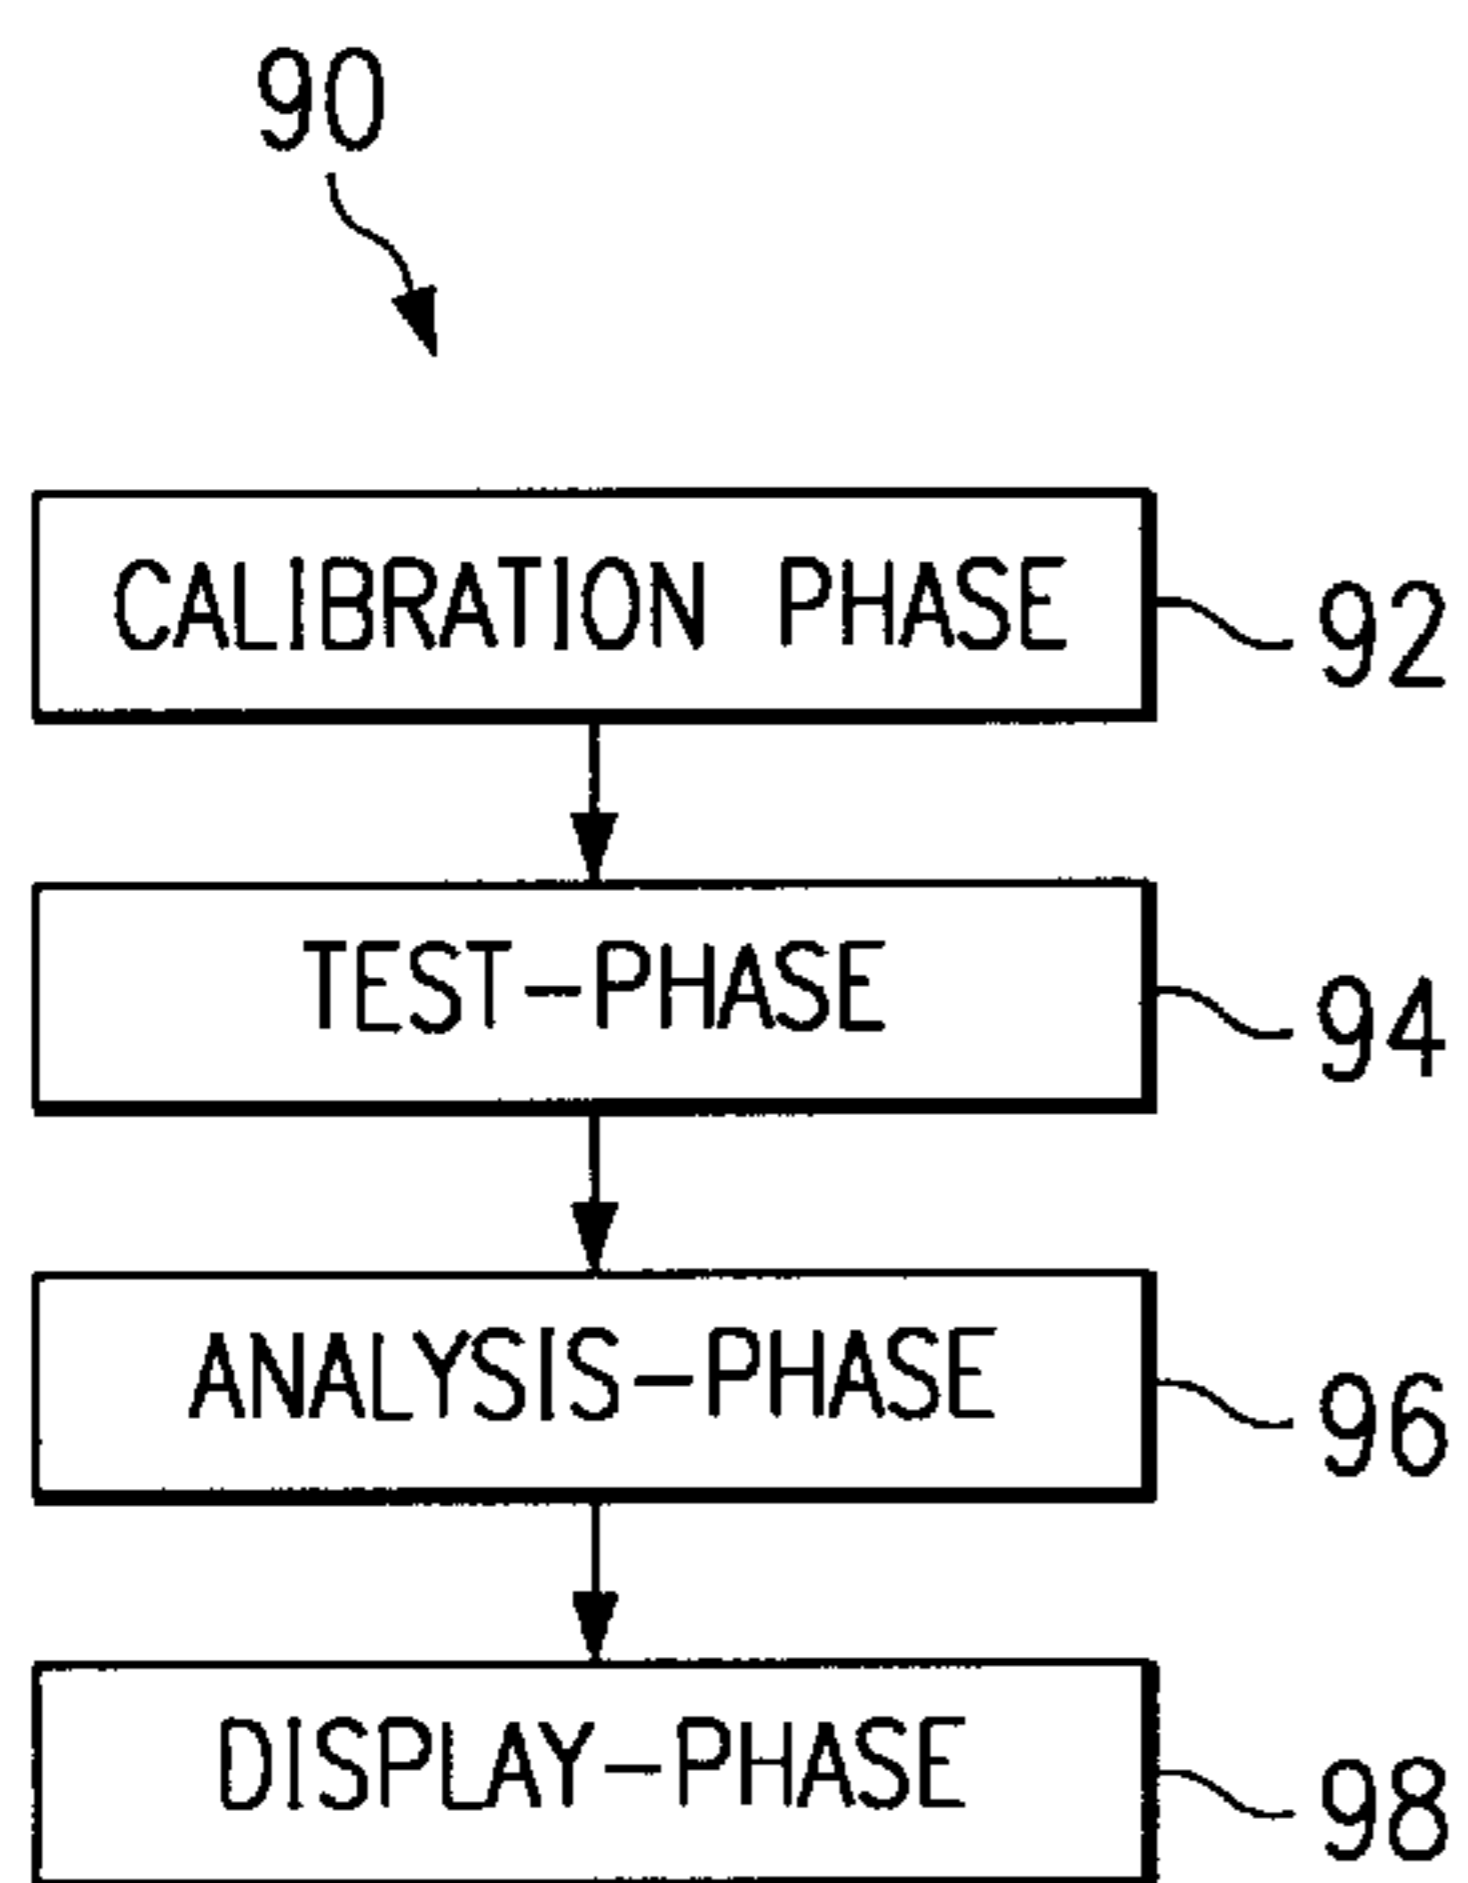 90
CALIBRATION PHASE
92
TEST-PHASE
94
ANALYSIS-PHASE
96
DISPLAY-PHASE
98